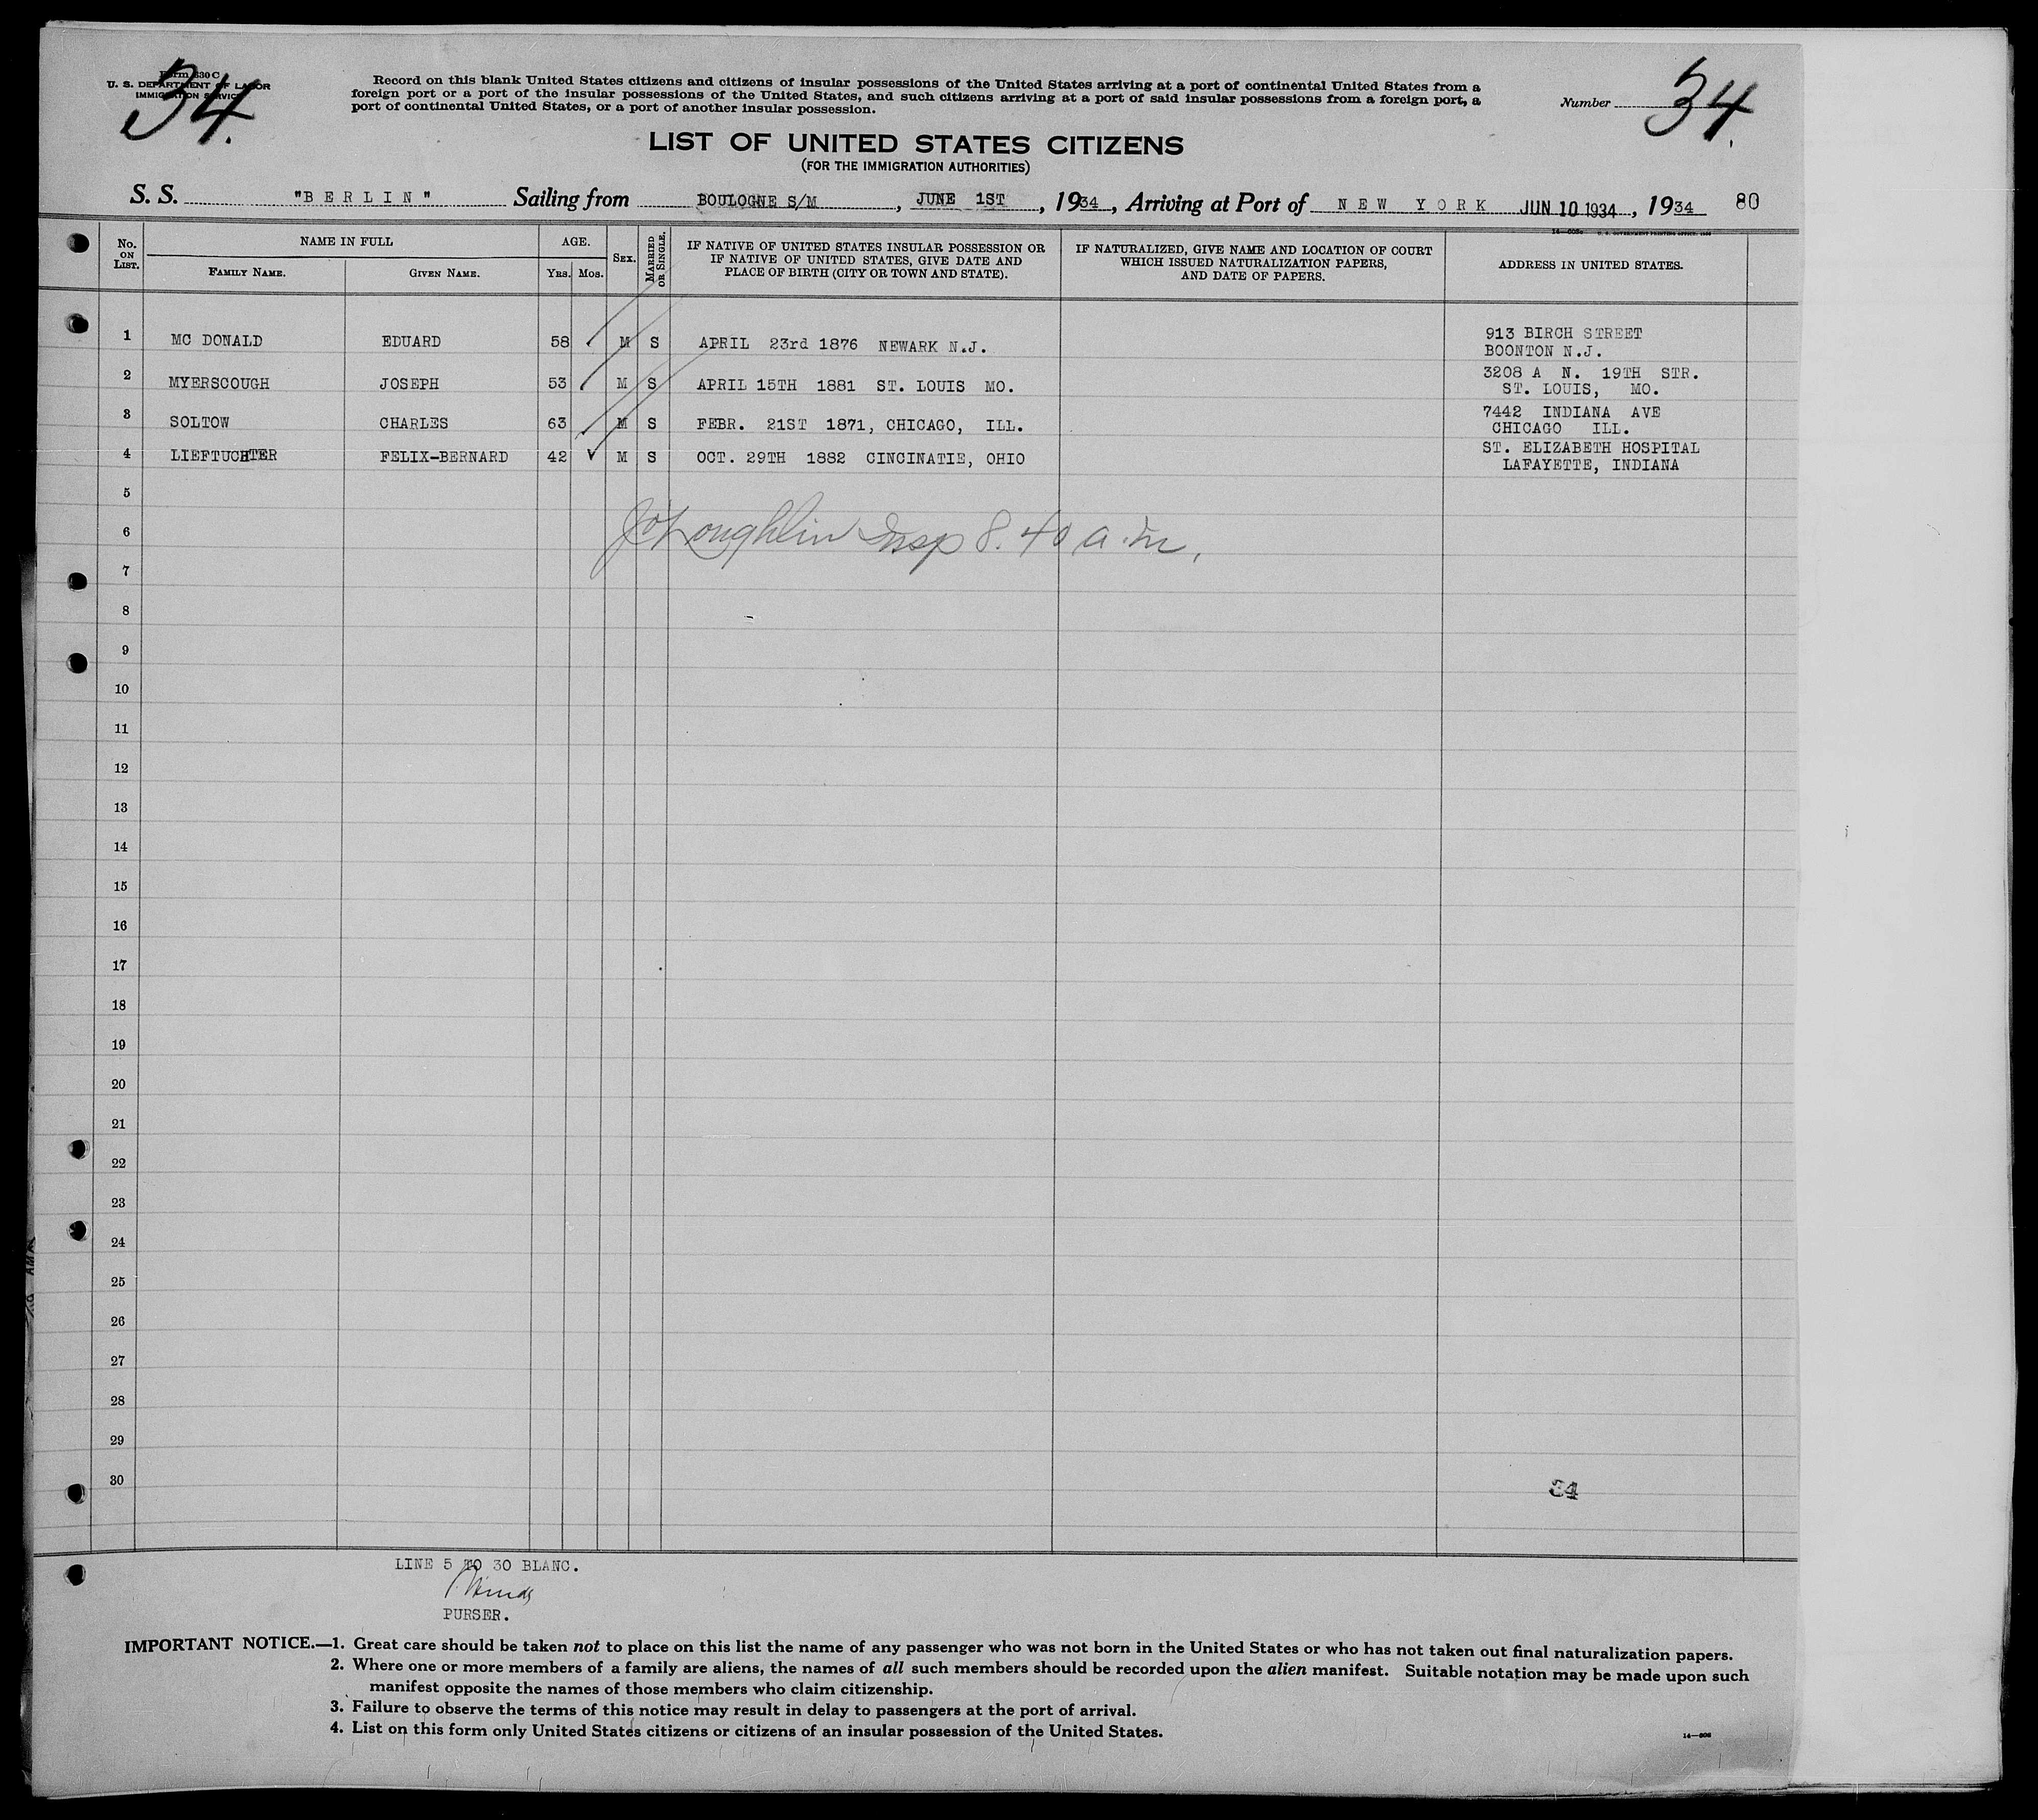 Form 630 C
U. S. DEPARTMENT OF LABOR
IMMIGRATION SERVICE
34.
Record on this blank United States citizens and citizens of insular possessions of the United States arriving at a port of continental United States from a
foreign port or a port of the insular possessions of the United States, and such citizens arriving at a port of said insular possessions from a foreign port, a
port of continental United States, or a port of another insular possession.
Number 34.
LIST OF UNITED STATES CITIZENS
(FOR THE IMMIGRATION AUTHORITIES)
S. S. "BERLIN" Sailing from BOULOGNE S/M, JUNE 1ST, 1934, Arriving at Port of NEW YORK JUN 10 1934, 1934 80
No. ON LIST. NAME IN FULL AGE. SEX. MARRIED OR SINGLE. IF NATIVE OF UNITED STATES INSULAR POSSESSION OR IF NATIVE OF UNITED STATES, GIVE DATE AND PLACE OF BIRTH (CITY OR TOWN AND STATE). IF NATURALIZED, GIVE NAME AND LOCATION OF COURT WHICH ISSUED NATURALIZATION PAPERS, AND DATE OF PAPERS. ADDRESS IN UNITED STATES.
FAMILY NAME. GIVEN NAME. YRS. MOS.
1 MC DONALD EDUARD 58 M S APRIL 23rd 1876 NEWARK N.J. 913 BIRCH STREET
BOONTON N.J.
2 MYERSCOUGH JOSEPH 53 M S APRIL 15TH 1881 ST. LOUIS MO. 3208 A N. 19TH STR.
ST. LOUIS, MO.
3 SOLTOW CHARLES 63 M S FEBR. 21ST 1871, CHICAGO, ILL. 7442 INDIANA AVE
CHICAGO ILL.
4 LIEFTUCHTER FELIX-BERNARD 42 M S OCT. 29TH 1882 CINCINATIE, OHIO ST. ELIZABETH HOSPITAL
LAFAYETTE, INDIANA
5
6 J O'Loughlin Insp 8.40 a.m.
7
8
9
10
11
12
13
14
15
16
17
18
19
20
21
22
23
24
25
26
27
28
29
30
34
LINE 5 TO 30 BLANC.
PURSER.
IMPORTANT NOTICE.—1. Great care should be taken not to place on this list the name of any passenger who was not born in the United States or who has not taken out final naturalization papers.
2. Where one or more members of a family are aliens, the names of all such members should be recorded upon the alien manifest. Suitable notation may be made upon such
manifest opposite the names of those members who claim citizenship.
3. Failure to observe the terms of this notice may result in delay to passengers at the port of arrival.
4. List on this form only United States citizens or citizens of an insular possession of the United States.